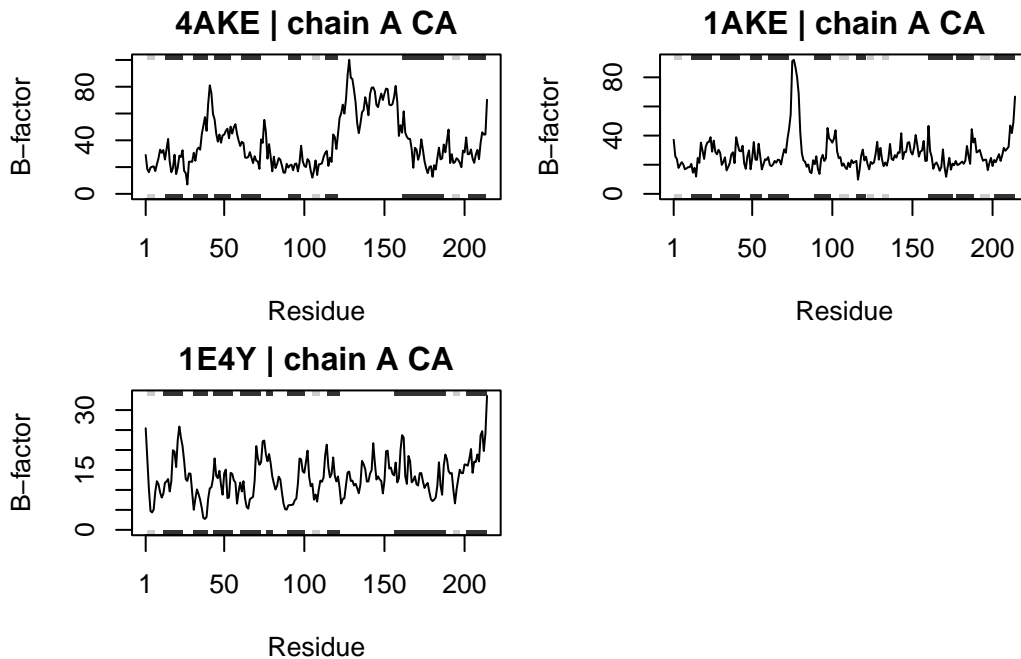 4AKE | chain A CA
B−factor
0 40 80
1 50 100 150 200
Residue
1AKE | chain A CA
B−factor
0 40 80
1 50 100 150 200
Residue
1E4Y | chain A CA
B−factor
0 15 30
1 50 100 150 200
Residue